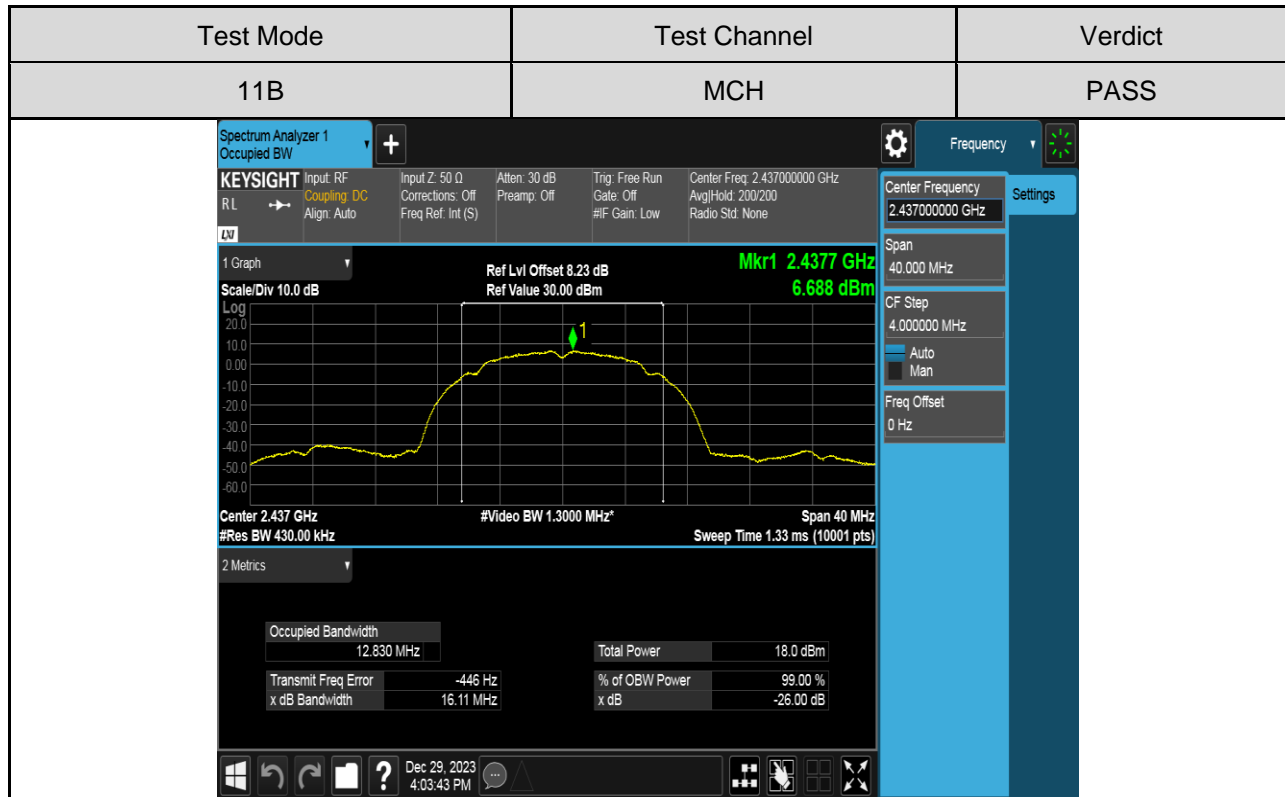 Test Mode Test Channel Verdict
11B MCH PASS
Spectrum Analyzer 1
Occupied BW
+
Frequency
KEYSIGHT Input: RF Input Z: 50 Ω Atten: 30 dB Trig: Free Run Center Freq: 2.437000000 GHz
RL Coupling: DC Corrections: Off Preamp: Off Gate: Off Avg|Hold: 200/200
Align: Auto Freq Ref: Int (S) #IF Gain: Low Radio Std: None
LXI
Center Frequency
2.437000000 GHz
Settings
Span
40.000 MHz
CF Step
4.000000 MHz
Auto
Man
Freq Offset
0 Hz
1 Graph
Ref Lvl Offset 8.23 dB
Mkr1 2.4377 GHz
Scale/Div 10.0 dB
Ref Value 30.00 dBm
6.688 dBm
Log
20.0
10.0
0.00
-10.0
-20.0
-30.0
-40.0
-50.0
-60.0
1
Center 2.437 GHz #Video BW 1.3000 MHz* Span 40 MHz
#Res BW 430.00 kHz Sweep Time 1.33 ms (10001 pts)
2 Metrics
Occupied Bandwidth
12.830 MHz
Total Power 18.0 dBm
Transmit Freq Error -446 Hz % of OBW Power 99.00 %
x dB Bandwidth 16.11 MHz x dB -26.00 dB
? Dec 29, 2023
4:03:43 PM